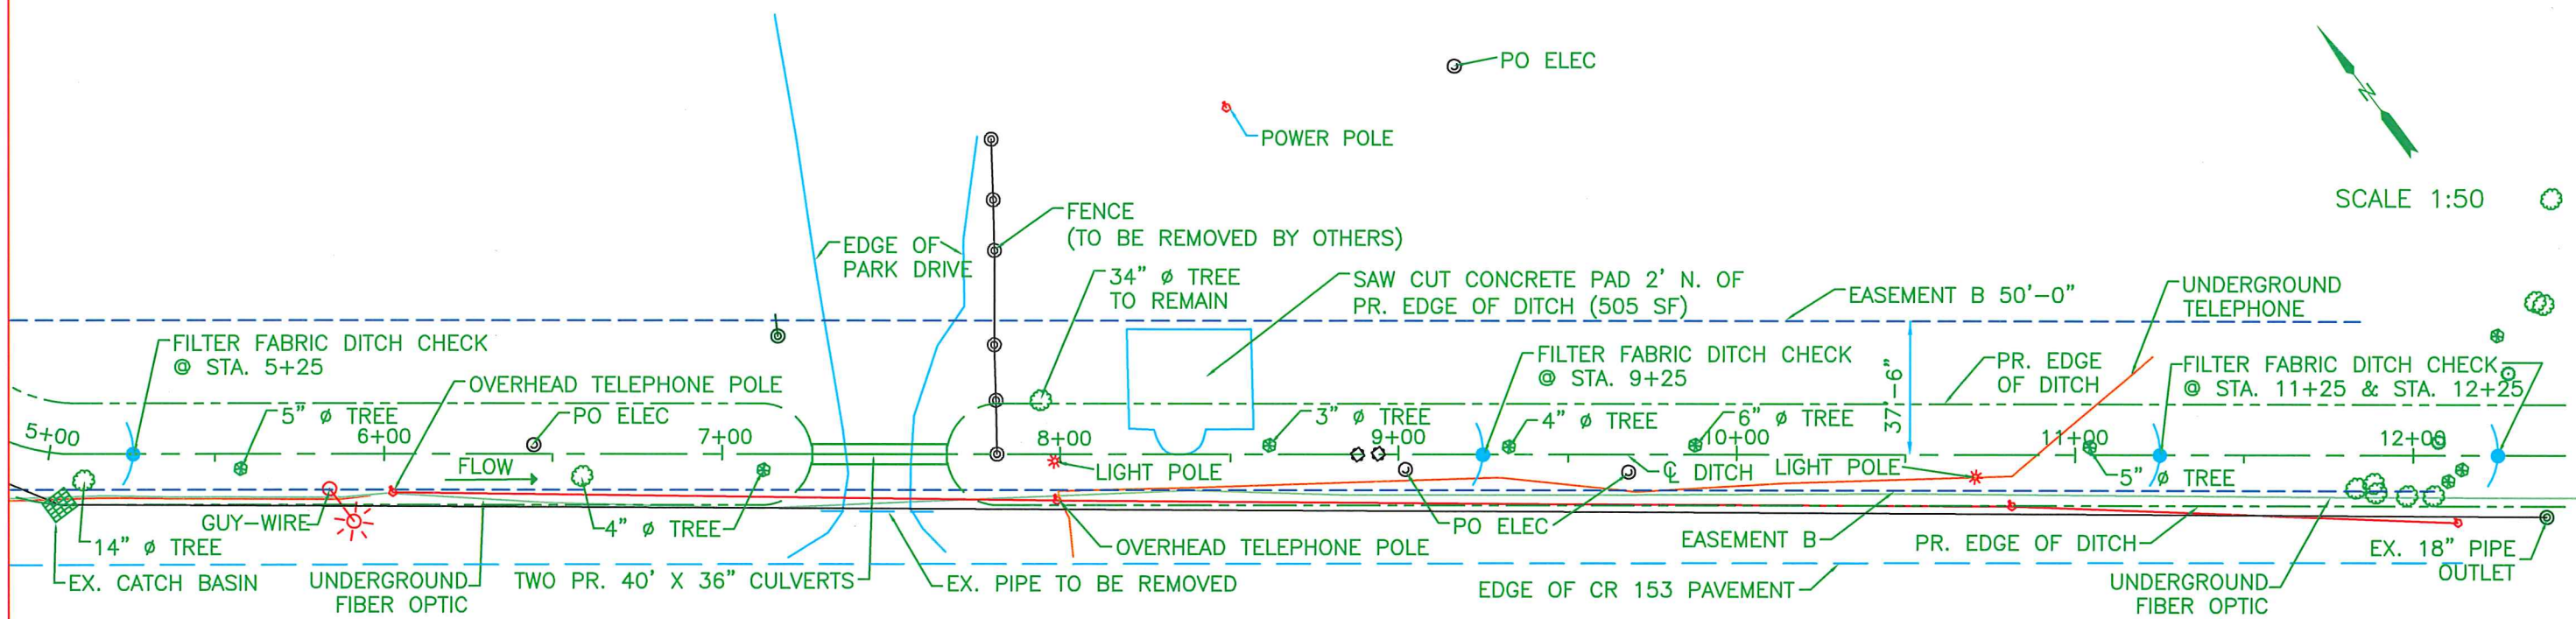 PO ELEC
POWER POLE
N
SCALE 1:50
FENCE
(TO BE REMOVED BY OTHERS)
EDGE OF
PARK DRIVE
34" ø TREE
TO REMAIN
SAW CUT CONCRETE PAD 2' N. OF
PR. EDGE OF DITCH (505 SF)
EASEMENT B 50'-0"
UNDERGROUND
TELEPHONE
FILTER FABRIC DITCH CHECK
@ STA. 5+25
OVERHEAD TELEPHONE POLE
FILTER FABRIC DITCH CHECK
@ STA. 9+25
37'-6"
PR. EDGE
OF DITCH
FILTER FABRIC DITCH CHECK
@ STA. 11+25 & STA. 12+25
5" ø TREE
PO ELEC
3" ø TREE
4" ø TREE
6" ø TREE
5+00
6+00
7+00
8+00
9+00
10+00
11+00
12+00
FLOW
LIGHT POLE
℄ DITCH
LIGHT POLE
5" ø TREE
GUY-WIRE
4" ø TREE
PO ELEC
14" ø TREE
OVERHEAD TELEPHONE POLE
EASEMENT B
PR. EDGE OF DITCH
EX. 18" PIPE
OUTLET
EX. CATCH BASIN
UNDERGROUND
FIBER OPTIC
TWO PR. 40' X 36" CULVERTS
EX. PIPE TO BE REMOVED
EDGE OF CR 153 PAVEMENT
UNDERGROUND
FIBER OPTIC